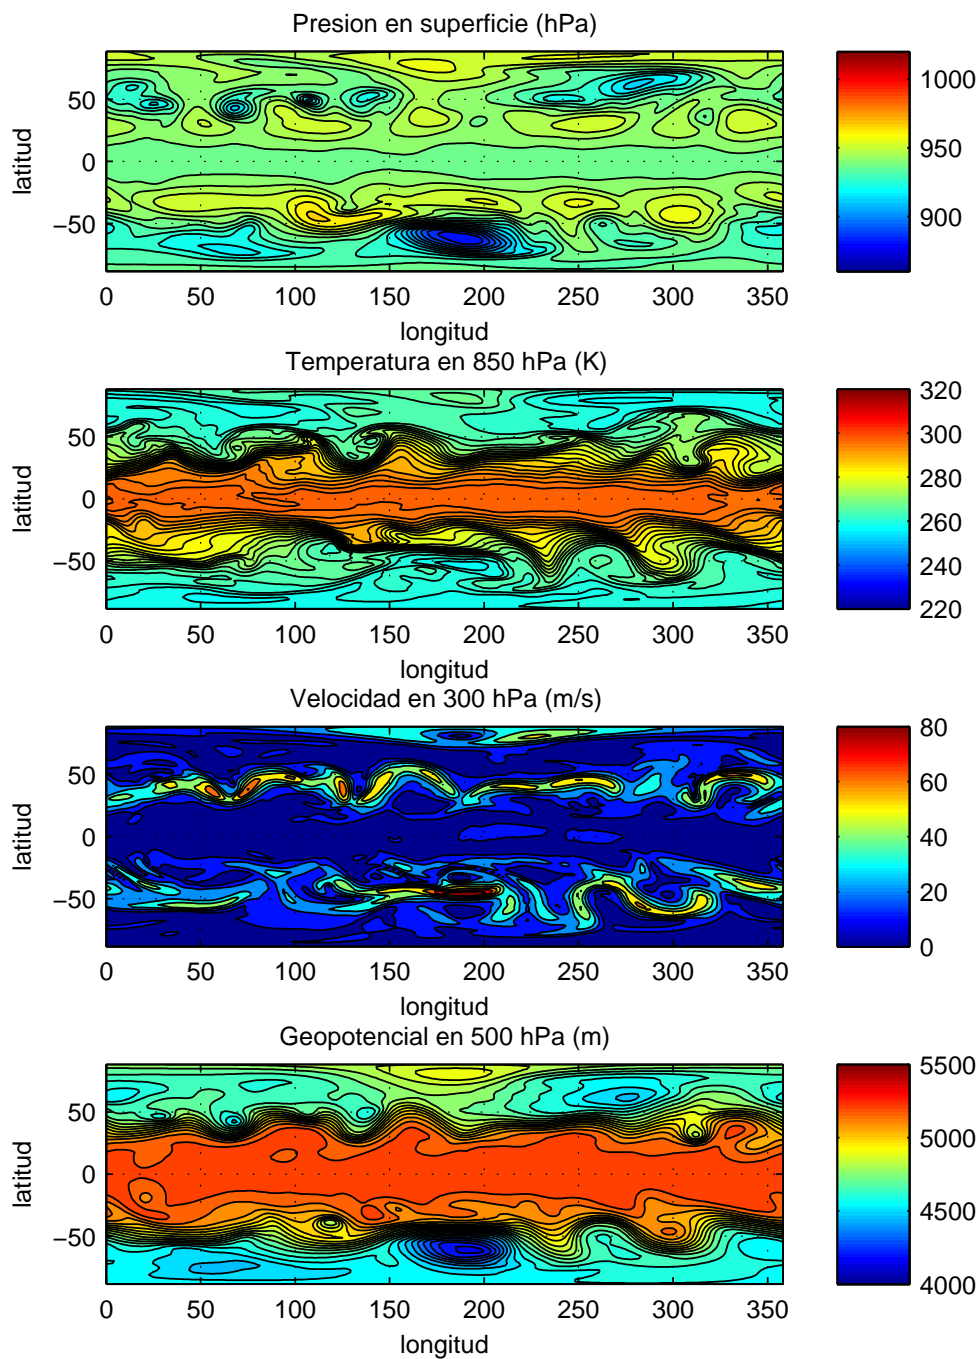 Presion en superficie (hPa)
latitud
50
0
−50
0 50 100 150 200 250 300 350
longitud
1000
950
900
Temperatura en 850 hPa (K)
latitud
50
0
−50
0 50 100 150 200 250 300 350
longitud
320
300
280
260
240
220
Velocidad en 300 hPa (m/s)
latitud
50
0
−50
0 50 100 150 200 250 300 350
longitud
80
60
40
20
0
Geopotencial en 500 hPa (m)
latitud
50
0
−50
0 50 100 150 200 250 300 350
longitud
5500
5000
4500
4000